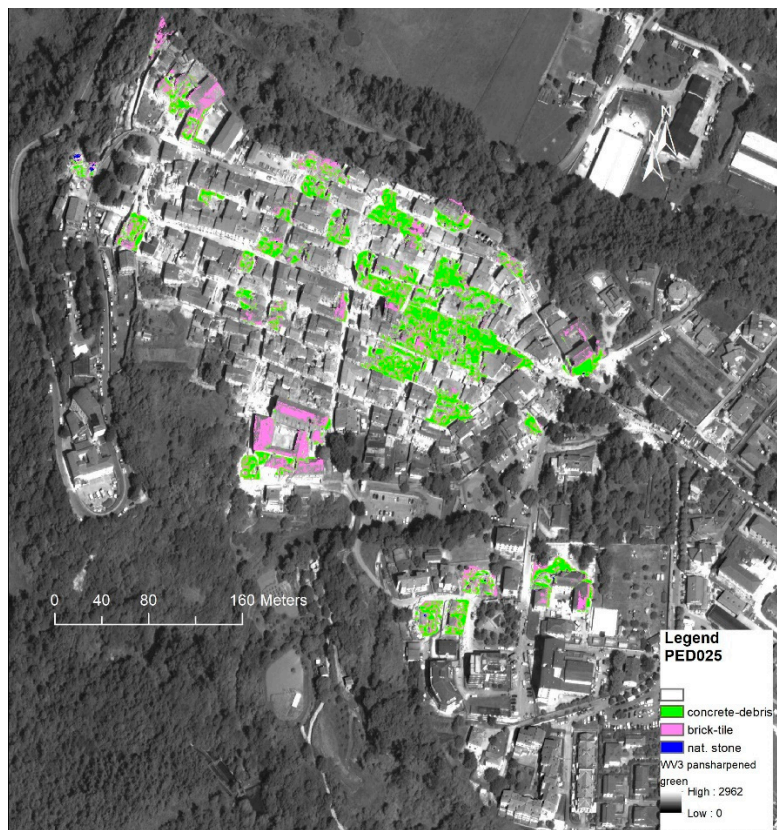 N
0 40 80 160 Meters
Legend
PED025
concrete-debris
brick-tile
nat. stone
WV3 pansharpened
green
High : 2962
Low : 0